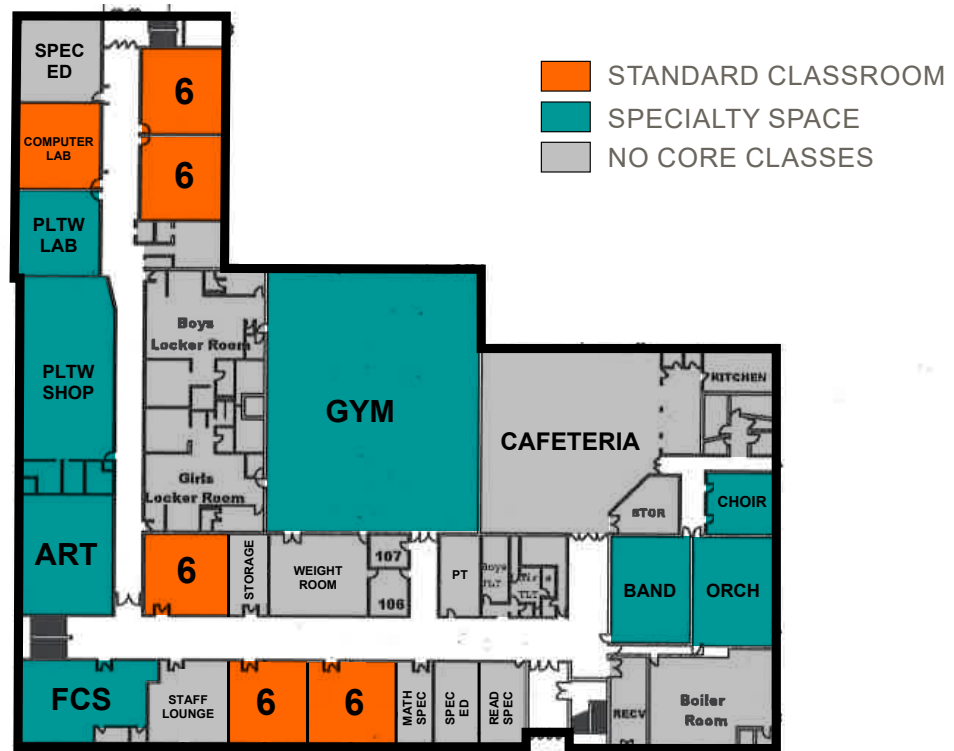 SPEC
ED
6
STANDARD CLASSROOM
SPECIALTY SPACE
NO CORE CLASSES
COMPUTER
LAB
6
PLTW
LAB
Boys
Locker Room
PLTW
SHOP
GYM
KITCHEN
CAFETERIA
Girls
Locker Room
STOR
CHOIR
ART
6
STORAGE
WEIGHT
ROOM
107
106
PT
Boys
TLT
TLT
BAND
ORCH
FCS
STAFF
LOUNGE
6
6
MATH
SPEC
SPEC
ED
READ
SPEC
RECV
Boiler
Room